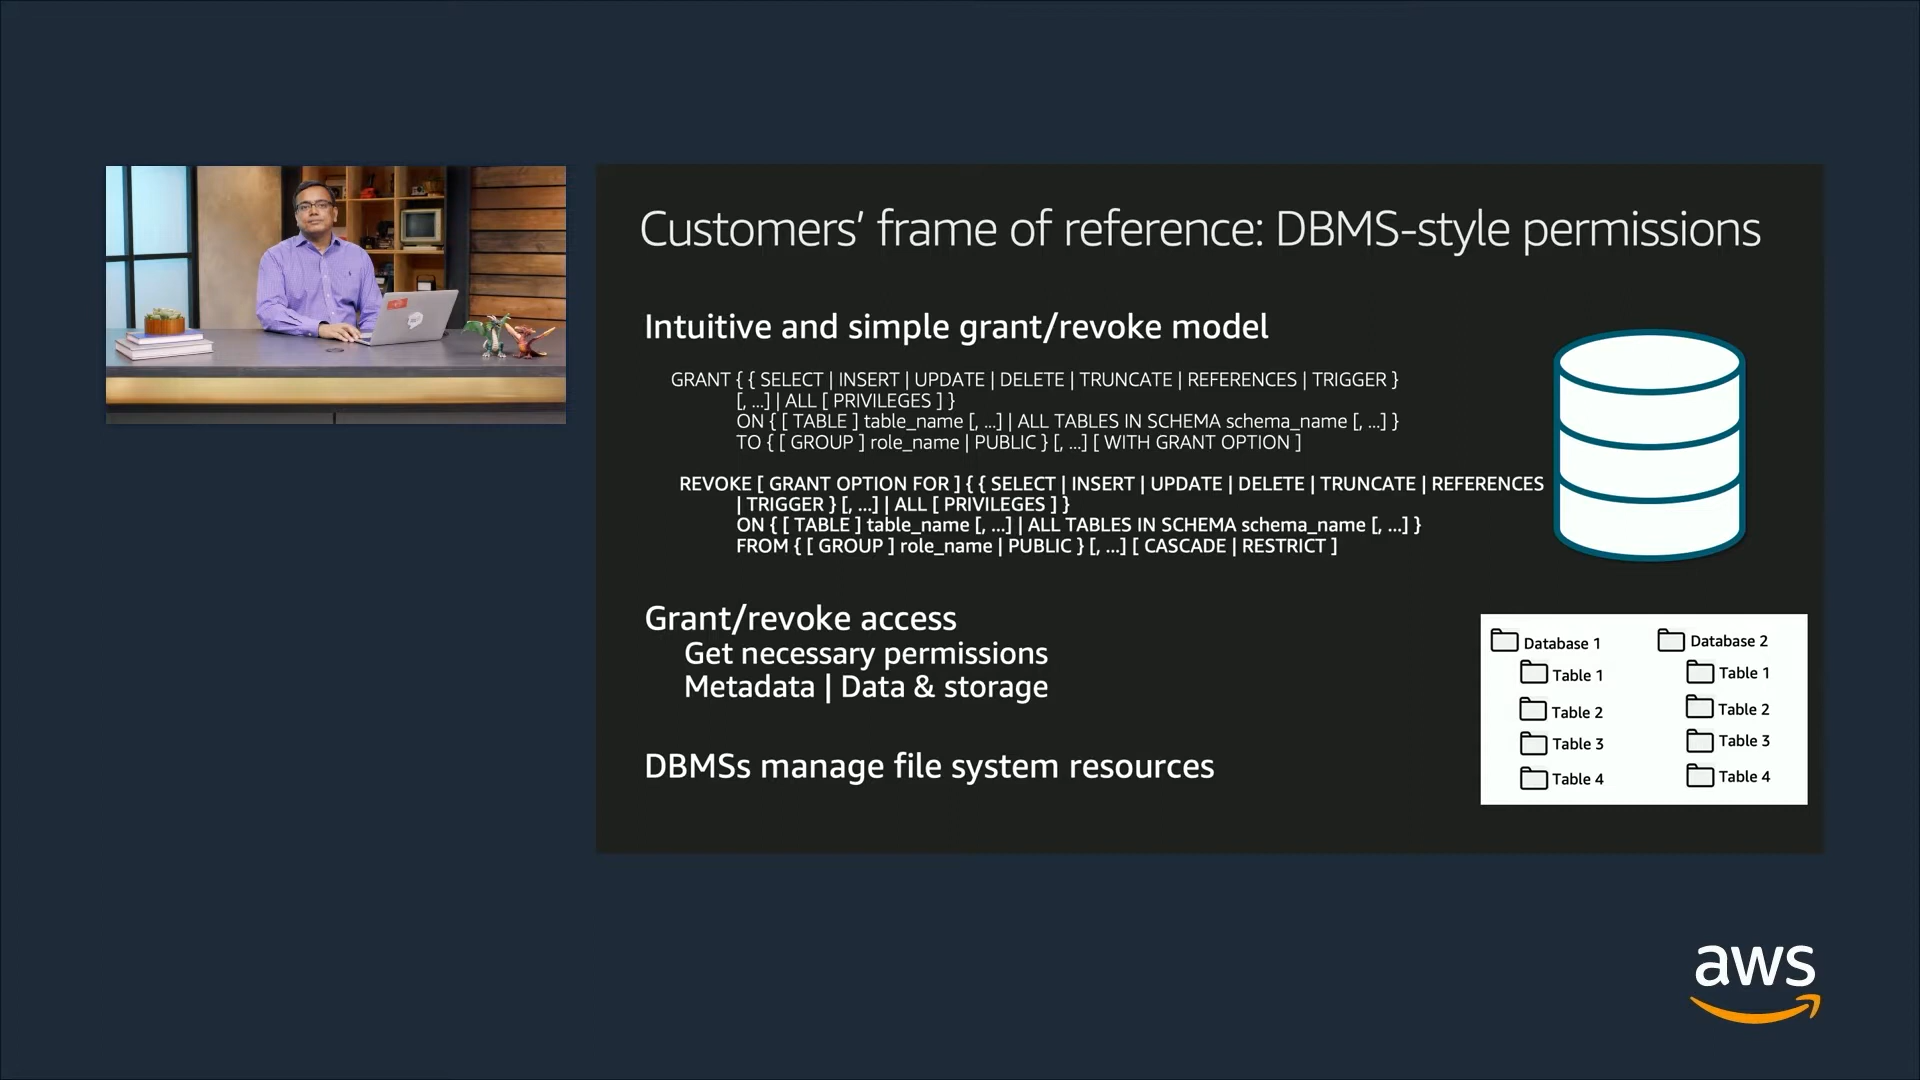 Customers’ frame of reference: DBMS-style permissions
Intuitive and simple grant/revoke model
GRANT { { SELECT | INSERT | UPDATE | DELETE | TRUNCATE | REFERENCES | TRIGGER }
[, ...] | ALL [ PRIVILEGES ] }
ON { [ TABLE ] table_name [, ...] | ALL TABLES IN SCHEMA schema_name [, ...] }
TO { [ GROUP ] role_name | PUBLIC } [, ...] [ WITH GRANT OPTION ]
REVOKE [ GRANT OPTION FOR ] { { SELECT | INSERT | UPDATE | DELETE | TRUNCATE | REFERENCES
| TRIGGER } [, ...] | ALL [ PRIVILEGES ] }
ON { [ TABLE ] table_name [, ...] | ALL TABLES IN SCHEMA schema_name [, ...] }
FROM { [ GROUP ] role_name | PUBLIC } [, ...] [ CASCADE | RESTRICT ]
Grant/revoke access
Get necessary permissions
Metadata | Data & storage
DBMSs manage file system resources
Database 1
Table 1
Table 2
Table 3
Table 4
Database 2
Table 1
Table 2
Table 3
Table 4
aws